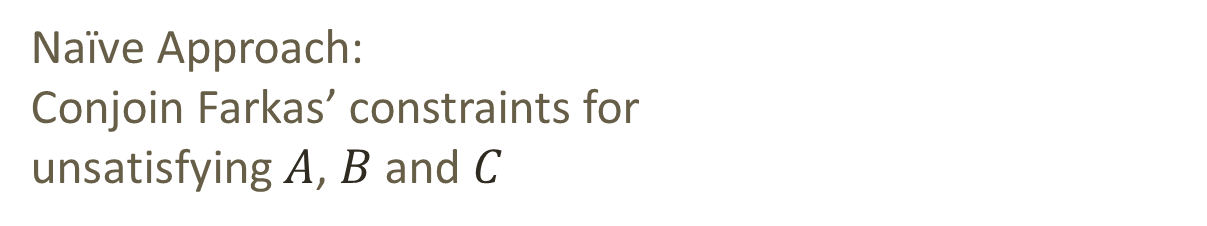 Naïve Approach:
Conjoin Farkas’ constraints for
unsatisfying A, B and C